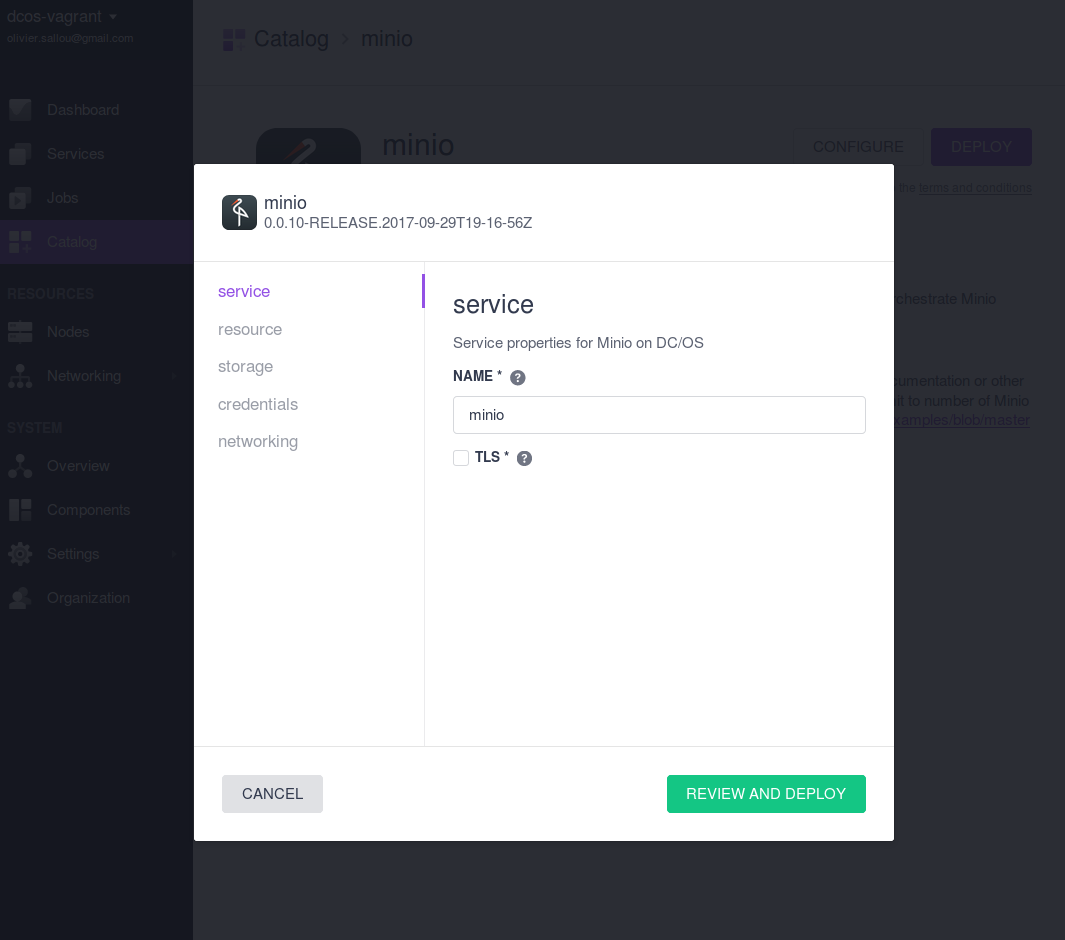 dcos-vagrant
olivier.sallou@gmail.com
Dashboard
Services
Jobs
Catalog
RESOURCES
Nodes
Networking
SYSTEM
Overview
Components
Settings
Organization
Catalog > minio
minio
CONFIGURE
DEPLOY
the terms and conditions
rchestrate Minio
cumentation or other
it to number of Minio
xamples/blob/master
minio
0.0.10-RELEASE.2017-09-29T19-16-56Z
service
resource
storage
credentials
networking
service
Service properties for Minio on DC/OS
NAME * ?
minio
TLS * ?
CANCEL
REVIEW AND DEPLOY